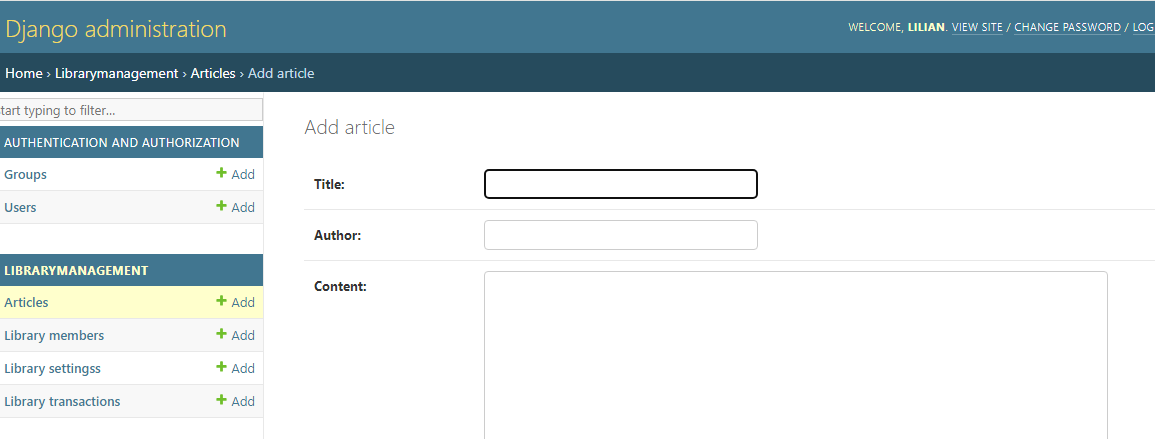 Django administration
WELCOME, LILIAN. VIEW SITE / CHANGE PASSWORD / LOG
Home › Librarymanagement › Articles › Add article
tart typing to filter...
AUTHENTICATION AND AUTHORIZATION
Groups + Add
Users + Add
LIBRARYMANAGEMENT
Articles + Add
Library members + Add
Library settingss + Add
Library transactions + Add
Add article
Title:
Author:
Content: